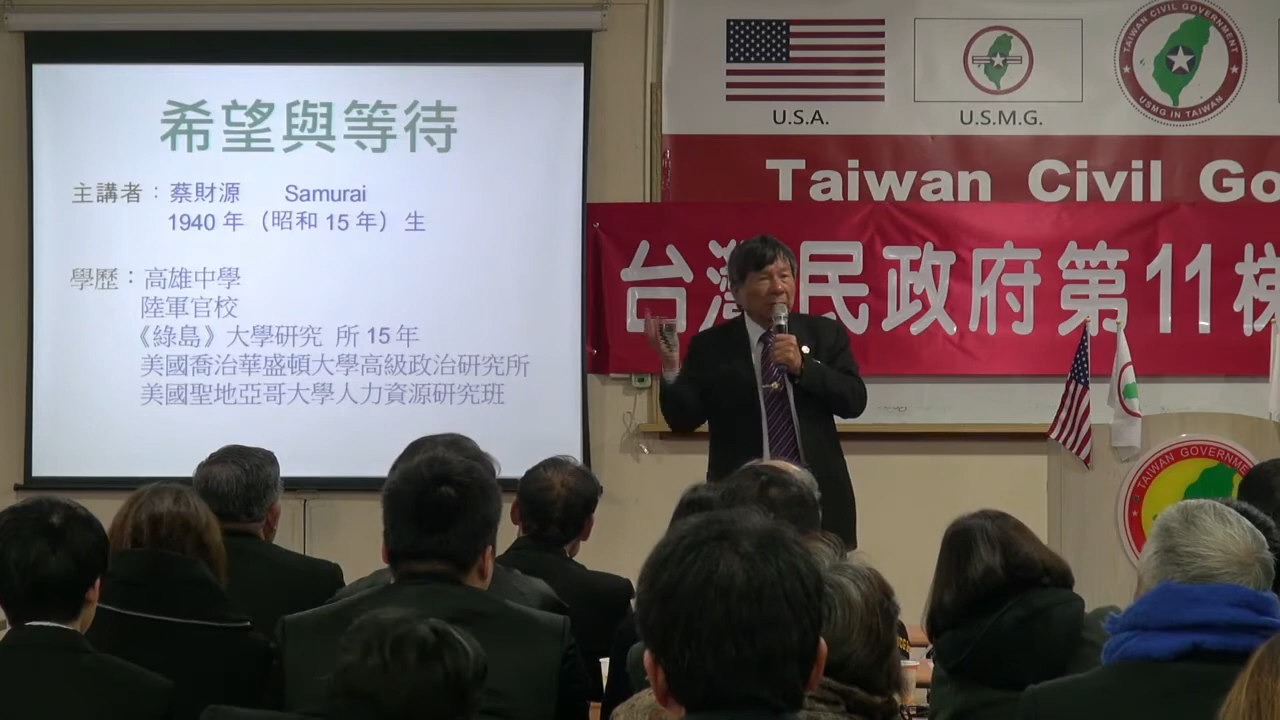 希望與等待
主講者：蔡財源 Samurai
1940 年（昭和 15 年）生
學歷：高雄中學
陸軍官校
《綠島》大學研究 所 15 年
美國喬治華盛頓大學高級政治研究所
美國聖地亞哥大學人力資源研究班
U.S.A.
U.S.M.G.
TAIWAN CIVIL GOVERNMENT
USMG IN TAIWAN
Taiwan Civil Go
台灣民政府第11梯
TAIWAN GOVERNMENT